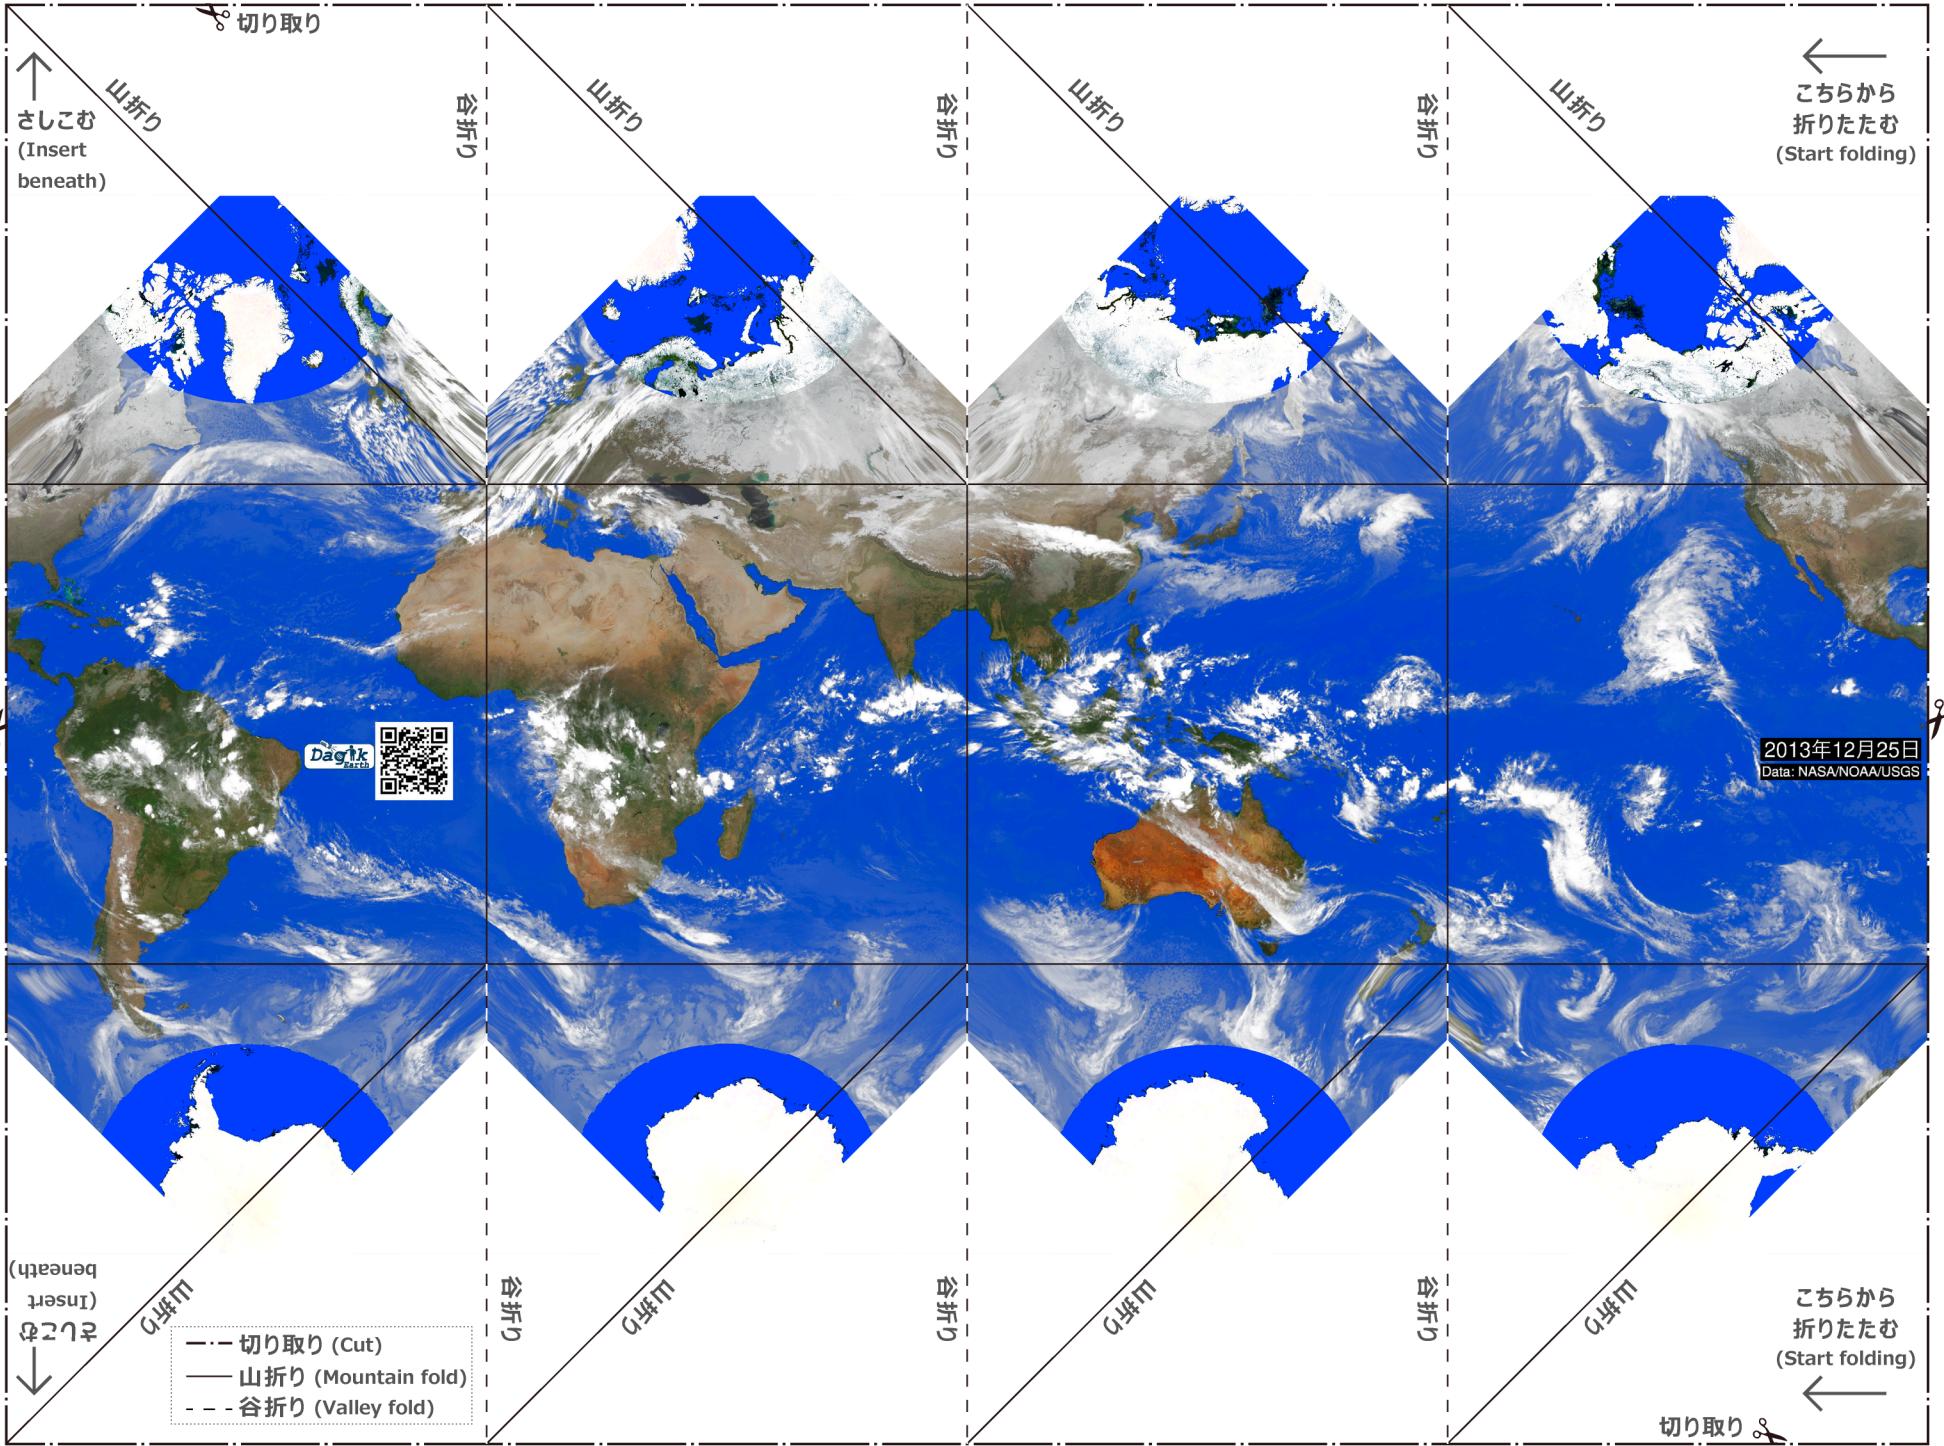 切り取り
山折り
谷折り
山折り
谷折り
山折り
谷折り
山折り
さしこむ
(Insert
beneath)
こちらから
折りたたむ
(Start folding)
Dagik
Earth
2013年12月25日
Data: NASA/NOAA/USGS
さしこむ
(Insert
beneath)
山折り
谷折り
山折り
谷折り
山折り
谷折り
山折り
こちらから
折りたたむ
(Start folding)
切り取り (Cut)
山折り (Mountain fold)
谷折り (Valley fold)
切り取り